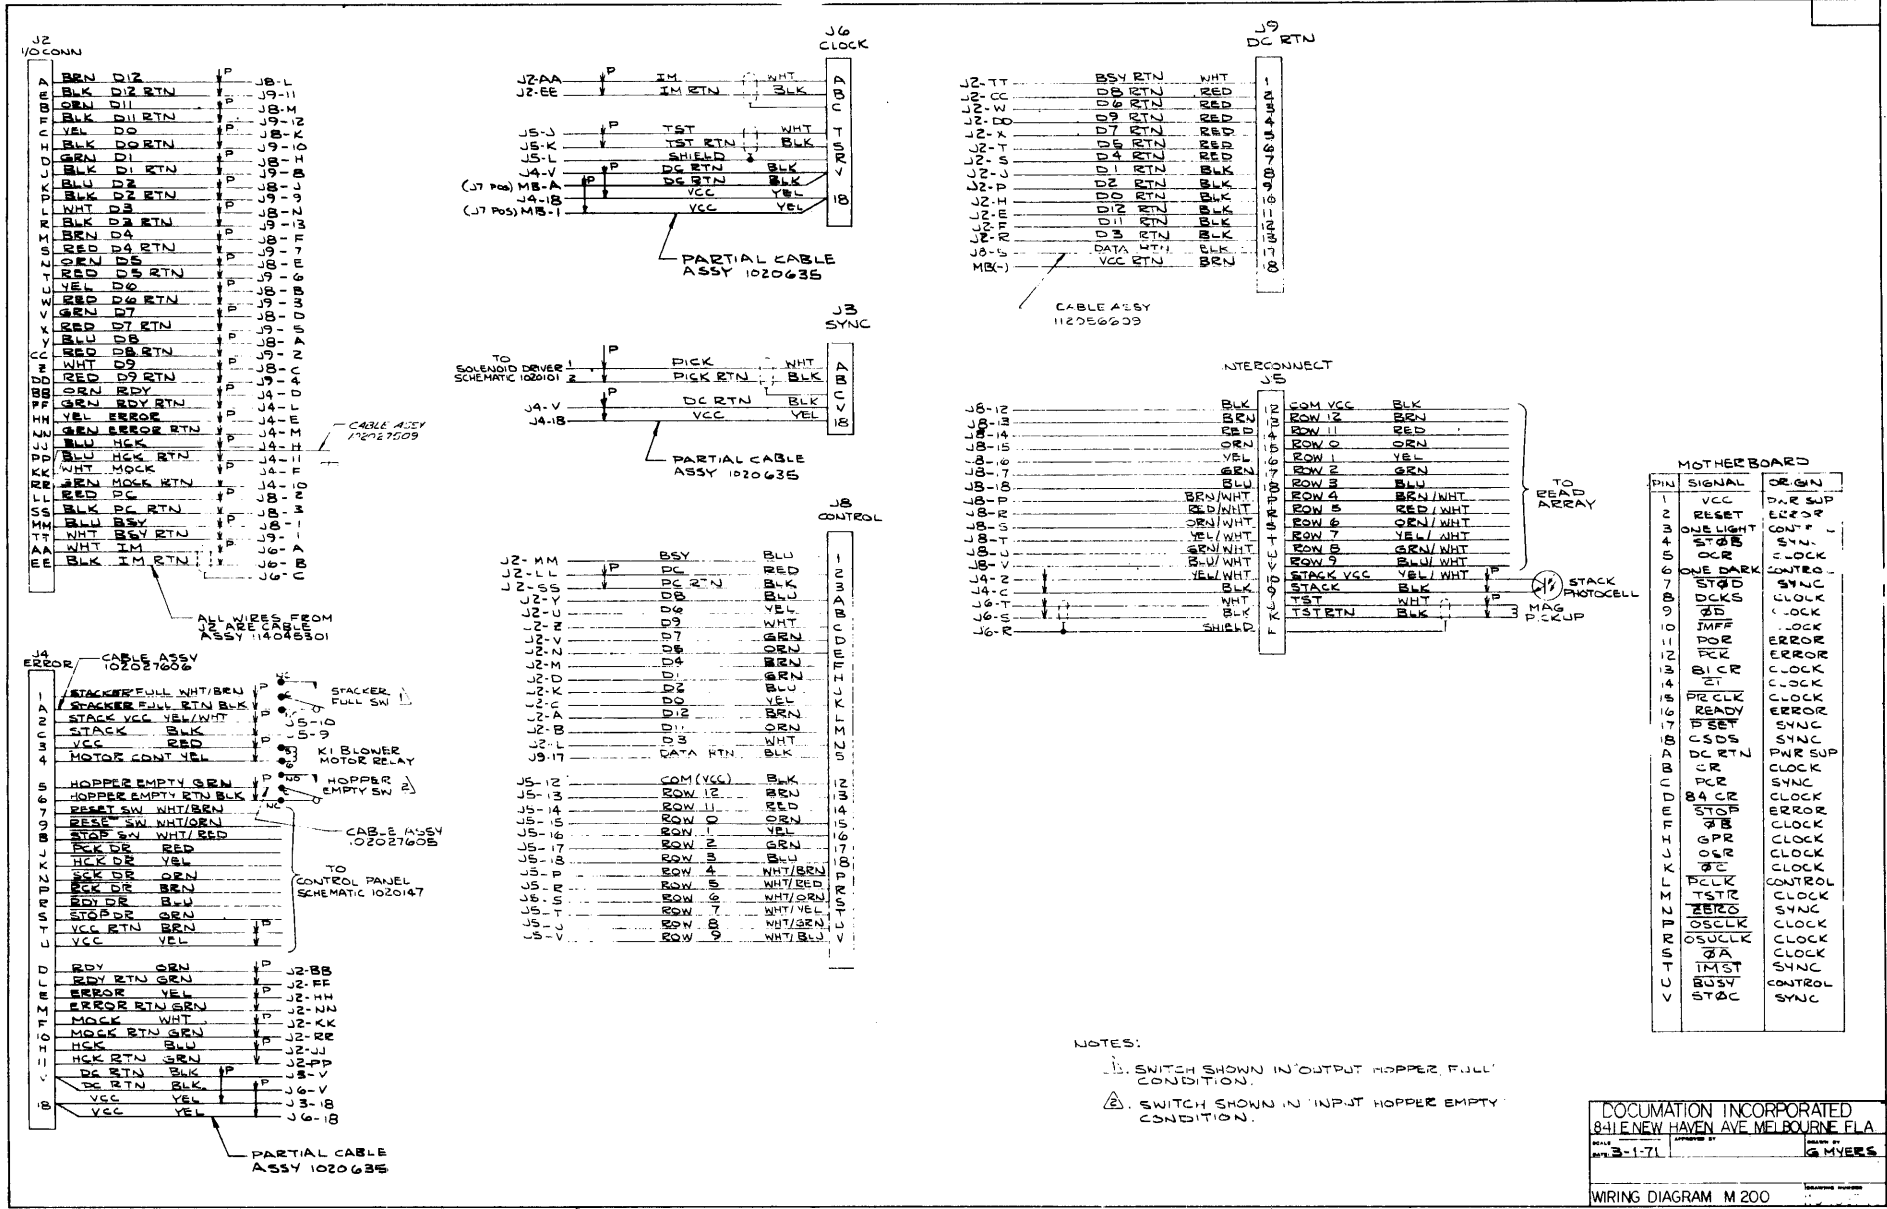 J2
I/O CONN
A BRN D12 P J8-L
E BLK D12 RTN J9-11
B ORN D11 P J8-M
F BLK D11 RTN J9-12
C YEL D0 P J8-K
H BLK D0 RTN J9-10
D GRN D1 P J8-H
J BLK D1 RTN J9-8
K BLU D2 P J8-J
P BLK D2 RTN J9-9
L WHT D3 P J8-N
R BLK D3 RTN J9-13
M BRN D4 P J8-F
S RED D4 RTN J9-7
N ORN D5 P J8-E
T RED D5 RTN J9-6
U YEL D6 P J8-B
W RED D6 RTN J9-3
V GRN D7 P J8-D
X RED D7 RTN J9-5
Y BLU D8 P J8-A
CC RED D8 RTN J9-2
Z WHT D9 P J8-C
DD RED D9 RTN J9-4
BB ORN RDY P J4-D
FF GRN RDY RTN J4-L
HH YEL ERROR P J4-E
NN GRN ERROR RTN J4-M
JJ BLU HCK P J4-H
PP BLU HCK RTN J4-11
KK WHT MOCK P J4-F
RR GRN MOCK RTN J4-10
LL RED PC P J8-2
SS BLK PC RTN J8-3
MM BLU BSY P J8-1
TT WHT BSY RTN J9-1
AA WHT IM P J6-A
EE BLK IM RTN J6-B
J6-C
CABLE ASSY
102027509
ALL WIRES FROM
J2 ARE CABLE
ASSY 114045301
J4
ERROR
CABLE ASSY
102027606
1 STACKER FULL WHT/BRN P NC
A STACKER FULL RTN BLK C
STACKER
FULL SW 1
2 STACK VCC YEL/WHT P J5-10
C STACK BLK J5-9
3 VCC RED
4 MOTOR CONT YEL
K1 BLOWER
MOTOR RELAY
5 HOPPER EMPTY GRN P NO
6 HOPPER EMPTY RTN BLK C NC
HOPPER
EMPTY SW 2
7 RESET SW WHT/BRN
9 RESET SW WHT/ORN
B STOP SW WHT/RED
J PCK DR RED
K HCK DR YEL
N SCK DR ORN
P RCK DR BRN
R RDY DR BLU
S STOP DR GRN
T VCC RTN BRN P
U VCC YEL
CABLE ASSY
102027605
TO
CONTROL PANEL
SCHEMATIC 1020147
D RDY ORN P J2-BB
L RDY RTN GRN J2-FF
E ERROR YEL P J2-HH
M ERROR RTN GRN J2-NN
F MOCK WHT P J2-KK
10 MOCK RTN GRN J2-RR
H HCK BLU P J2-JJ
11 HCK RTN GRN J2-PP
V DC RTN BLK P J3-V
DC RTN BLK P J6-V
18 VCC YEL J3-18
VCC YEL J6-18
PARTIAL CABLE
ASSY 1020635
J6
CLOCK
J2-AA P IM WHT A
J2-EE IM RTN BLK B
C
J5-J P TST WHT T
J5-K TST RTN BLK S
J5-L SHIELD R
J4-V P DC RTN BLK V
(J7 POS) MB-A P DC RTN BLK
J4-18 VCC YEL 18
(J7 POS) MB-1 VCC YEL
PARTIAL CABLE
ASSY 1020635
J3
SYNC
TO
SOLENOID DRIVER
SCHEMATIC 1020101
1 P PICK WHT A
2 PICK RTN BLK B
C
J4-V P DC RTN BLK V
J4-18 VCC YEL 18
PARTIAL CABLE
ASSY 1020635
J8
CONTROL
J2-MM BSY BLU 1
J2-LL P PC RED 2
J2-SS PC RTN BLK 3
J2-Y D8 BLU A
J2-U D6 YEL B
J2-Z D9 WHT C
J2-V D7 GRN D
J2-N D5 ORN E
J2-M D4 BRN F
J2-D D1 GRN H
J2-K D2 BLU J
J2-C D0 YEL K
J2-A D12 BRN L
J2-B D11 ORN M
J2-L D3 WHT N
J9-17 DATA RTN BLK S
J5-12 COM (VCC) BLK 12
J5-13 ROW 12 BRN 13
J5-14 ROW 11 RED 14
J5-15 ROW 0 ORN 15
J5-16 ROW 1 YEL 16
J5-17 ROW 2 GRN 17
J5-18 ROW 3 BLU 18
J5-P ROW 4 WHT/BRN P
J5-R ROW 5 WHT/RED R
J5-S ROW 6 WHT/ORN S
J5-T ROW 7 WHT/YEL T
J5-U ROW 8 WHT/GRN U
J5-V ROW 9 WHT/BLU V
J9
DC RTN
J2-TT BSY RTN WHT 1
J2-CC D8 RTN RED 2
J2-W D6 RTN RED 3
J2-DD D9 RTN RED 4
J2-X D7 RTN RED 5
J2-T D5 RTN RED 6
J2-S D4 RTN RED 7
J2-J D1 RTN BLK 8
J2-P D2 RTN BLK 9
J2-H D0 RTN BLK 10
J2-E D12 RTN BLK 11
J2-F D11 RTN BLK 12
J2-R D3 RTN BLK 13
J8-S DATA RTN BLK 17
MB(-) VCC RTN BRN 18
CABLE ASSY
112056609
INTERCONNECT
J5
J8-12 BLK 12 COM VCC BLK
J8-13 BRN 13 ROW 12 BRN
J8-14 RED 14 ROW 11 RED
J8-15 ORN 15 ROW 0 ORN
J8-16 YEL 16 ROW 1 YEL
J8-17 GRN 17 ROW 2 GRN
J8-18 BLU 18 ROW 3 BLU
J8-P BRN/WHT P ROW 4 BRN/WHT
J8-R RED/WHT R ROW 5 RED/WHT
J8-S ORN/WHT S ROW 6 ORN/WHT
J8-T YEL/WHT T ROW 7 YEL/WHT
J8-U GRN/WHT U ROW 8 GRN/WHT
J8-V BLU/WHT V ROW 9 BLU/WHT
J4-2 YEL/WHT 10 STACK VCC YEL/WHT P
J4-C BLK 9 STACK BLK
J6-T WHT J TST WHT P
J6-S BLK K TST RTN BLK
J6-R SHIELD L
TO
READ
ARRAY
STACK
PHOTOCELL
MAG
PICKUP
MOTHERBOARD
PIN SIGNAL ORIGIN
1 VCC PWR SUP
2 RESET ERROR
3 ONE LIGHT
4 STØB SYNC
5 OCR CLOCK
6 ONE DARK CONTROL
7 STØD SYNC
8 DCKS CLOCK
9 ØD CLOCK
10 IMFF CLOCK
11 POR ERROR
12 PCK ERROR
13 81 CR CLOCK
14 CI CLOCK
15 PR CLK CLOCK
16 READY ERROR
17 P SET SYNC
18 CSDS SYNC
A DC RTN PWR SUP
B CR CLOCK
C PCR SYNC
D 84 CR CLOCK
E STOP ERROR
F ØB CLOCK
H GPR CLOCK
J OSR CLOCK
K ØC CLOCK
L PCLK CONTROL
M TSTR CLOCK
N ZERO SYNC
P OSCLK CLOCK
R OSUCLK CLOCK
S ØA CLOCK
T IMST SYNC
U BUSY CONTROL
V STØC SYNC
NOTES:
1. SWITCH SHOWN IN "OUTPUT HOPPER FULL"
CONDITION.
2. SWITCH SHOWN IN "INPUT HOPPER EMPTY"
CONDITION.
DOCUMATION INCORPORATED
841 E NEW HAVEN AVE MELBOURNE FLA.
SCALE APPROVED BY DRAWN BY
DATE: 3-1-71 G MYERS
WIRING DIAGRAM M 200 DRAWING NUMBER